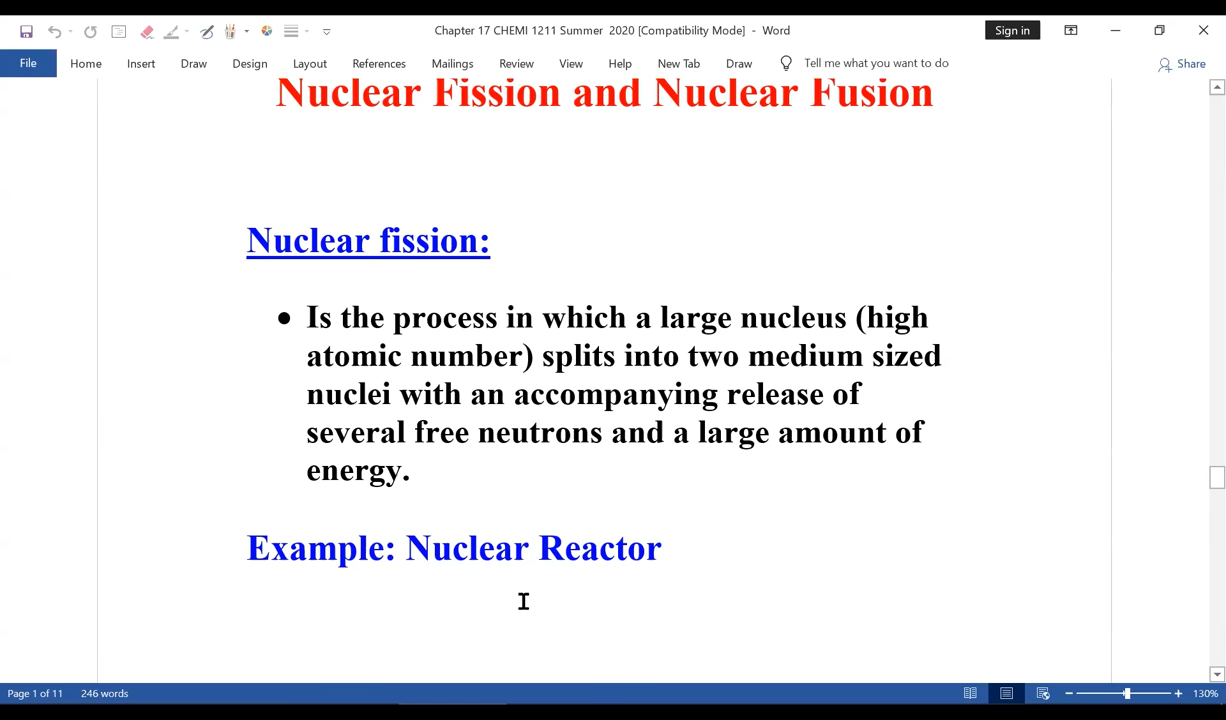 Chapter 17 CHEMI 1211 Summer  2020 [Compatibility Mode]  -  Word
Sign in
File Home Insert Draw Design Layout References Mailings Review View Help New Tab Draw Tell me what you want to do Share
Nuclear Fission and Nuclear Fusion
Nuclear fission:
• Is the process in which a large nucleus (high
atomic number) splits into two medium sized
nuclei with an accompanying release of
several free neutrons and a large amount of
energy.
Example: Nuclear Reactor
Page 1 of 11 246 words 130%